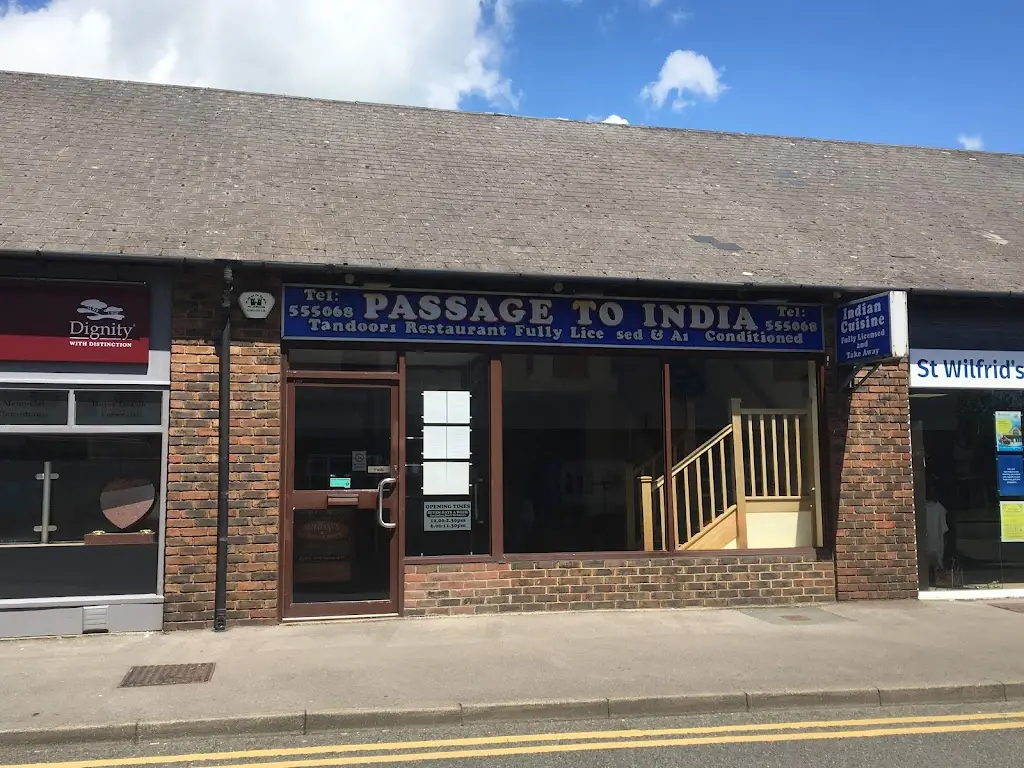 Dignity
WITH DISTINCTION
Tel:
555068
PASSAGE TO INDIA
Tel:
555068
Tandoori Restaurant Fully Lice sed & Ai Conditioned
Indian
Cuisine
Fully Licensed
and
Take Away
St Wilfrid's
OPENING TIMES